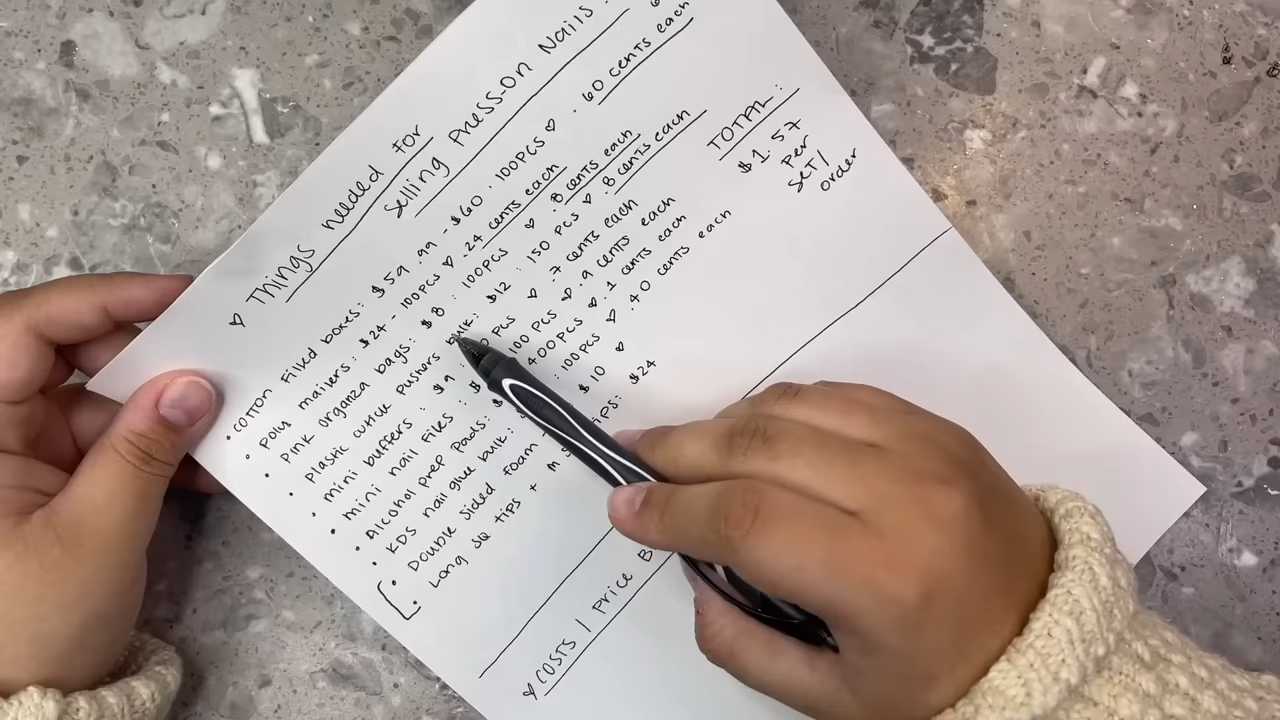 ♡ Things needed for
Selling Press-On Nails
• Cotton filled boxes: $59.99 - $60 • 100PCS ♡ . 60 cents each
• Poly mailers: $24 - 100PCS ♡ .24 cents each
• Pink organza bags: $8 : 100PCS ♡ .8 cents each
• Plastic cuticle pushers bulk: $12 : 150 PCS ♡ .8 cents each
• mini buffers : $9 : PCS ♡ .7 cents each
• mini nail files : $ 100 PCS ♡ .9 cents each
• Alcohol prep Pads: $ 400 PCS ♡ .1 cents each
• KDS nail glue bulk: : 100PCS ♡ .40 cents each
• Double sided foam $10 ♡
• Long SQ tips + TIPS: $24
TOTAL:
$1.57
Per
SET/
order
♡ COSTS | Price B